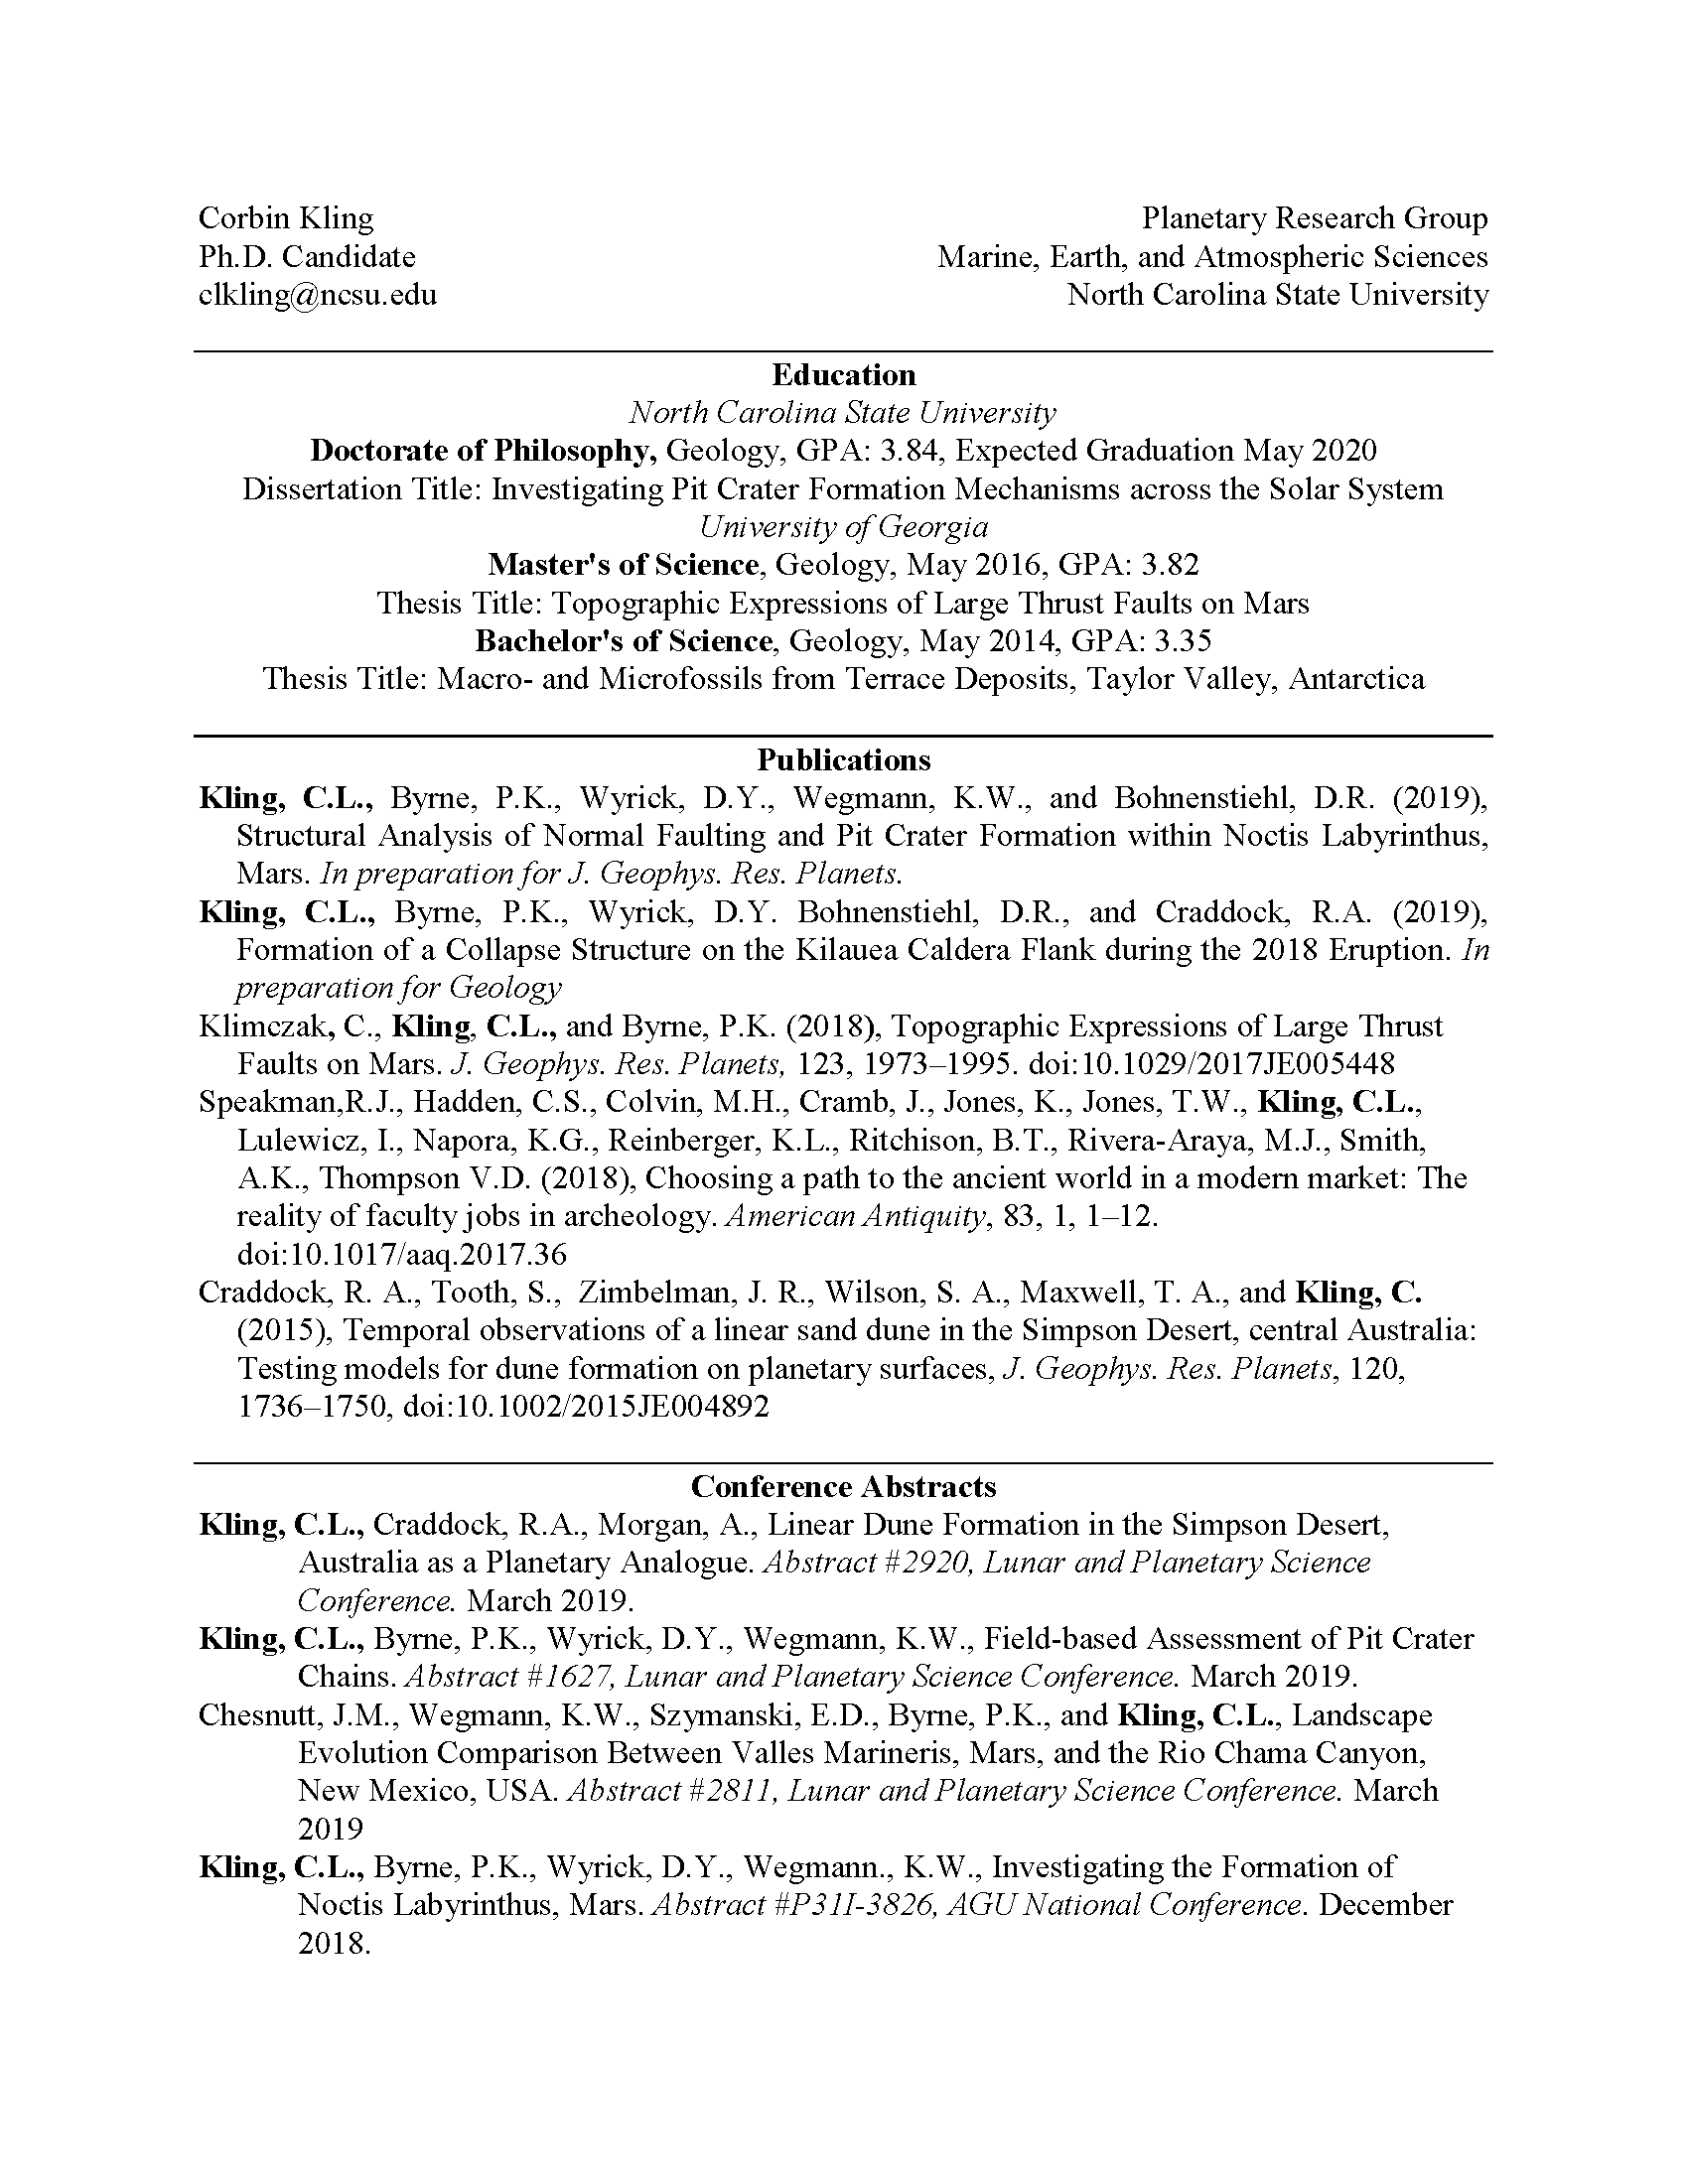 Corbin Kling
Planetary Research Group
Ph.D. Candidate
Marine, Earth, and Atmospheric Sciences
clkling@ncsu.edu
North Carolina State University
Education
North Carolina State University
Doctorate of Philosophy, Geology, GPA: 3.84, Expected Graduation May 2020
Dissertation Title: Investigating Pit Crater Formation Mechanisms across the Solar System
University of Georgia
Master's of Science, Geology, May 2016, GPA: 3.82
Thesis Title: Topographic Expressions of Large Thrust Faults on Mars
Bachelor's of Science, Geology, May 2014, GPA: 3.35
Thesis Title: Macro- and Microfossils from Terrace Deposits, Taylor Valley, Antarctica
Publications
Kling, C.L., Byrne, P.K., Wyrick, D.Y., Wegmann, K.W., and Bohnenstiehl, D.R. (2019),
Structural Analysis of Normal Faulting and Pit Crater Formation within Noctis Labyrinthus,
Mars. In preparation for J. Geophys. Res. Planets.
Kling, C.L., Byrne, P.K., Wyrick, D.Y. Bohnenstiehl, D.R., and Craddock, R.A. (2019),
Formation of a Collapse Structure on the Kilauea Caldera Flank during the 2018 Eruption. In
preparation for Geology
Klimczak, C., Kling, C.L., and Byrne, P.K. (2018), Topographic Expressions of Large Thrust
Faults on Mars. J. Geophys. Res. Planets, 123, 1973–1995. doi:10.1029/2017JE005448
Speakman,R.J., Hadden, C.S., Colvin, M.H., Cramb, J., Jones, K., Jones, T.W., Kling, C.L.,
Lulewicz, I., Napora, K.G., Reinberger, K.L., Ritchison, B.T., Rivera-Araya, M.J., Smith,
A.K., Thompson V.D. (2018), Choosing a path to the ancient world in a modern market: The
reality of faculty jobs in archeology. American Antiquity, 83, 1, 1–12.
doi:10.1017/aaq.2017.36
Craddock, R. A., Tooth, S., Zimbelman, J. R., Wilson, S. A., Maxwell, T. A., and Kling, C.
(2015), Temporal observations of a linear sand dune in the Simpson Desert, central Australia:
Testing models for dune formation on planetary surfaces, J. Geophys. Res. Planets, 120,
1736–1750, doi:10.1002/2015JE004892
Conference Abstracts
Kling, C.L., Craddock, R.A., Morgan, A., Linear Dune Formation in the Simpson Desert,
Australia as a Planetary Analogue. Abstract #2920, Lunar and Planetary Science
Conference. March 2019.
Kling, C.L., Byrne, P.K., Wyrick, D.Y., Wegmann, K.W., Field-based Assessment of Pit Crater
Chains. Abstract #1627, Lunar and Planetary Science Conference. March 2019.
Chesnutt, J.M., Wegmann, K.W., Szymanski, E.D., Byrne, P.K., and Kling, C.L., Landscape
Evolution Comparison Between Valles Marineris, Mars, and the Rio Chama Canyon,
New Mexico, USA. Abstract #2811, Lunar and Planetary Science Conference. March
2019
Kling, C.L., Byrne, P.K., Wyrick, D.Y., Wegmann., K.W., Investigating the Formation of
Noctis Labyrinthus, Mars. Abstract #P31I-3826, AGU National Conference. December
2018.